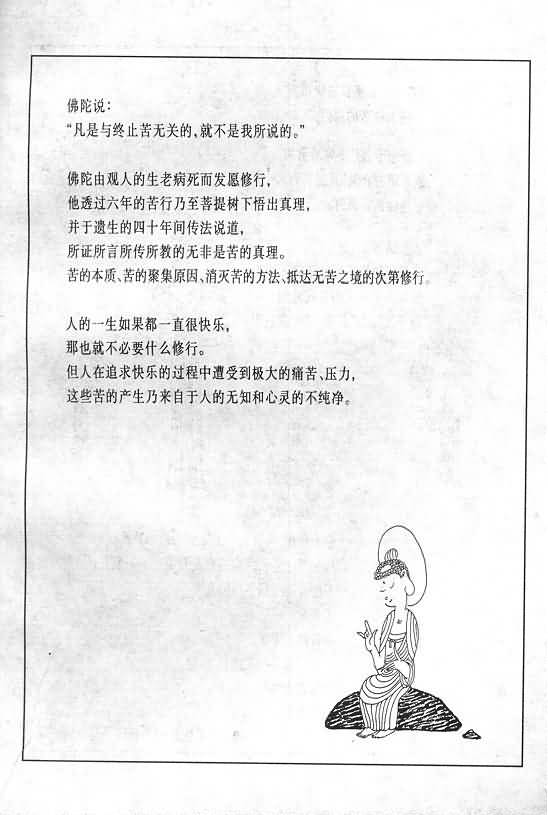 佛陀说：
“凡是与终止苦无关的，就不是我所说的。”
佛陀由观人的生老病死而发愿修行，
他透过六年的苦行乃至菩提树下悟出真理，
并于遗生的四十年间传法说道，
所证所言所传所教的无非是苦的真理。
苦的本质、苦的聚集原因、消灭苦的方法、抵达无苦之境的次第修行。
人的一生如果都一直很快乐，
那也就不必要什么修行。
但人在追求快乐的过程中遭受到极大的痛苦、压力，
这些苦的产生乃来自于人的无知和心灵的不纯净。